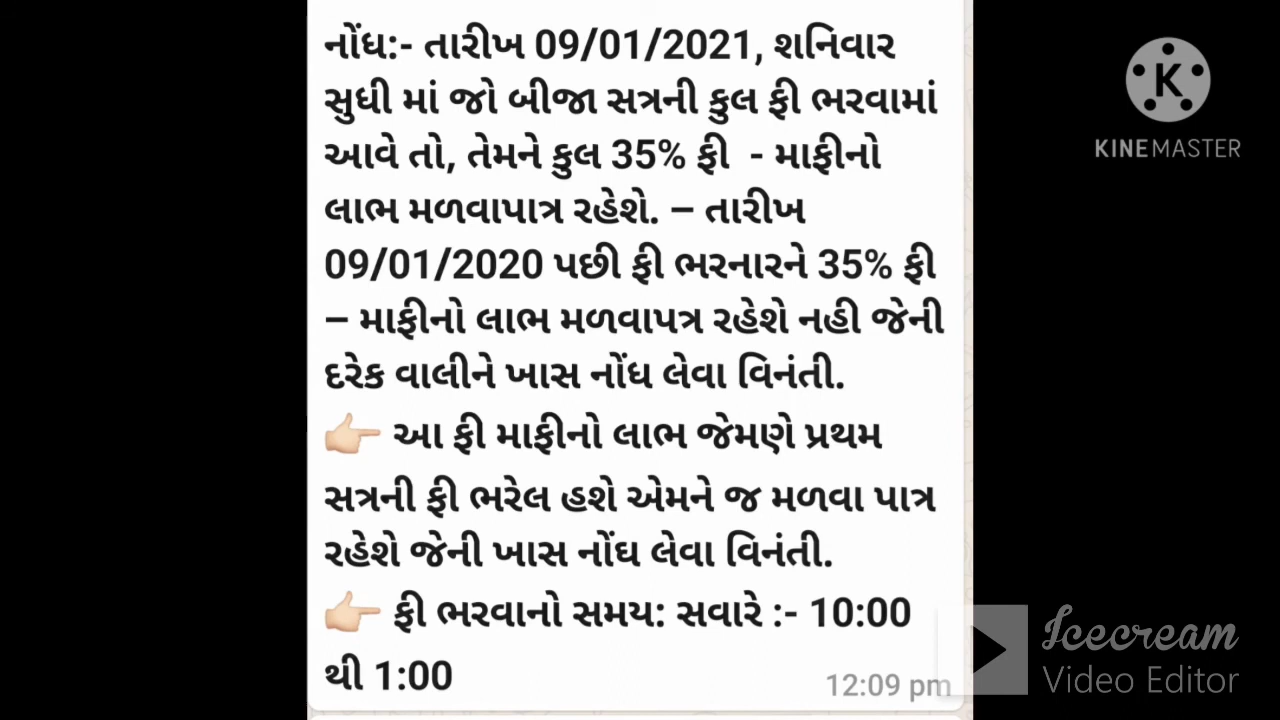 નોંધ:- તારીખ 09/01/2021, શનિવાર
સુધી માં જો બીજા સત્રની કુલ ફી ભરવામાં
આવે તો, તેમને કુલ 35% ફી - માફીનો
લાભ મળવાપાત્ર રહેશે. – તારીખ
09/01/2020 પછી ફી ભરનારને 35% ફી
– માફીનો લાભ મળવાપત્ર રહેશે નહી જેની
દરેક વાલીને ખાસ નોંધ લેવા વિનંતી.
👉🏻 આ ફી માફીનો લાભ જેમણે પ્રથમ
સત્રની ફી ભરેલ હશે એમને જ મળવા પાત્ર
રહેશે જેની ખાસ નોંઘ લેવા વિનંતી.
👉🏻 ફી ભરવાનો સમય: સવારે :- 10:00
થી 1:00
12:09 pm
K
KINEMASTER
Icecream
Video Editor